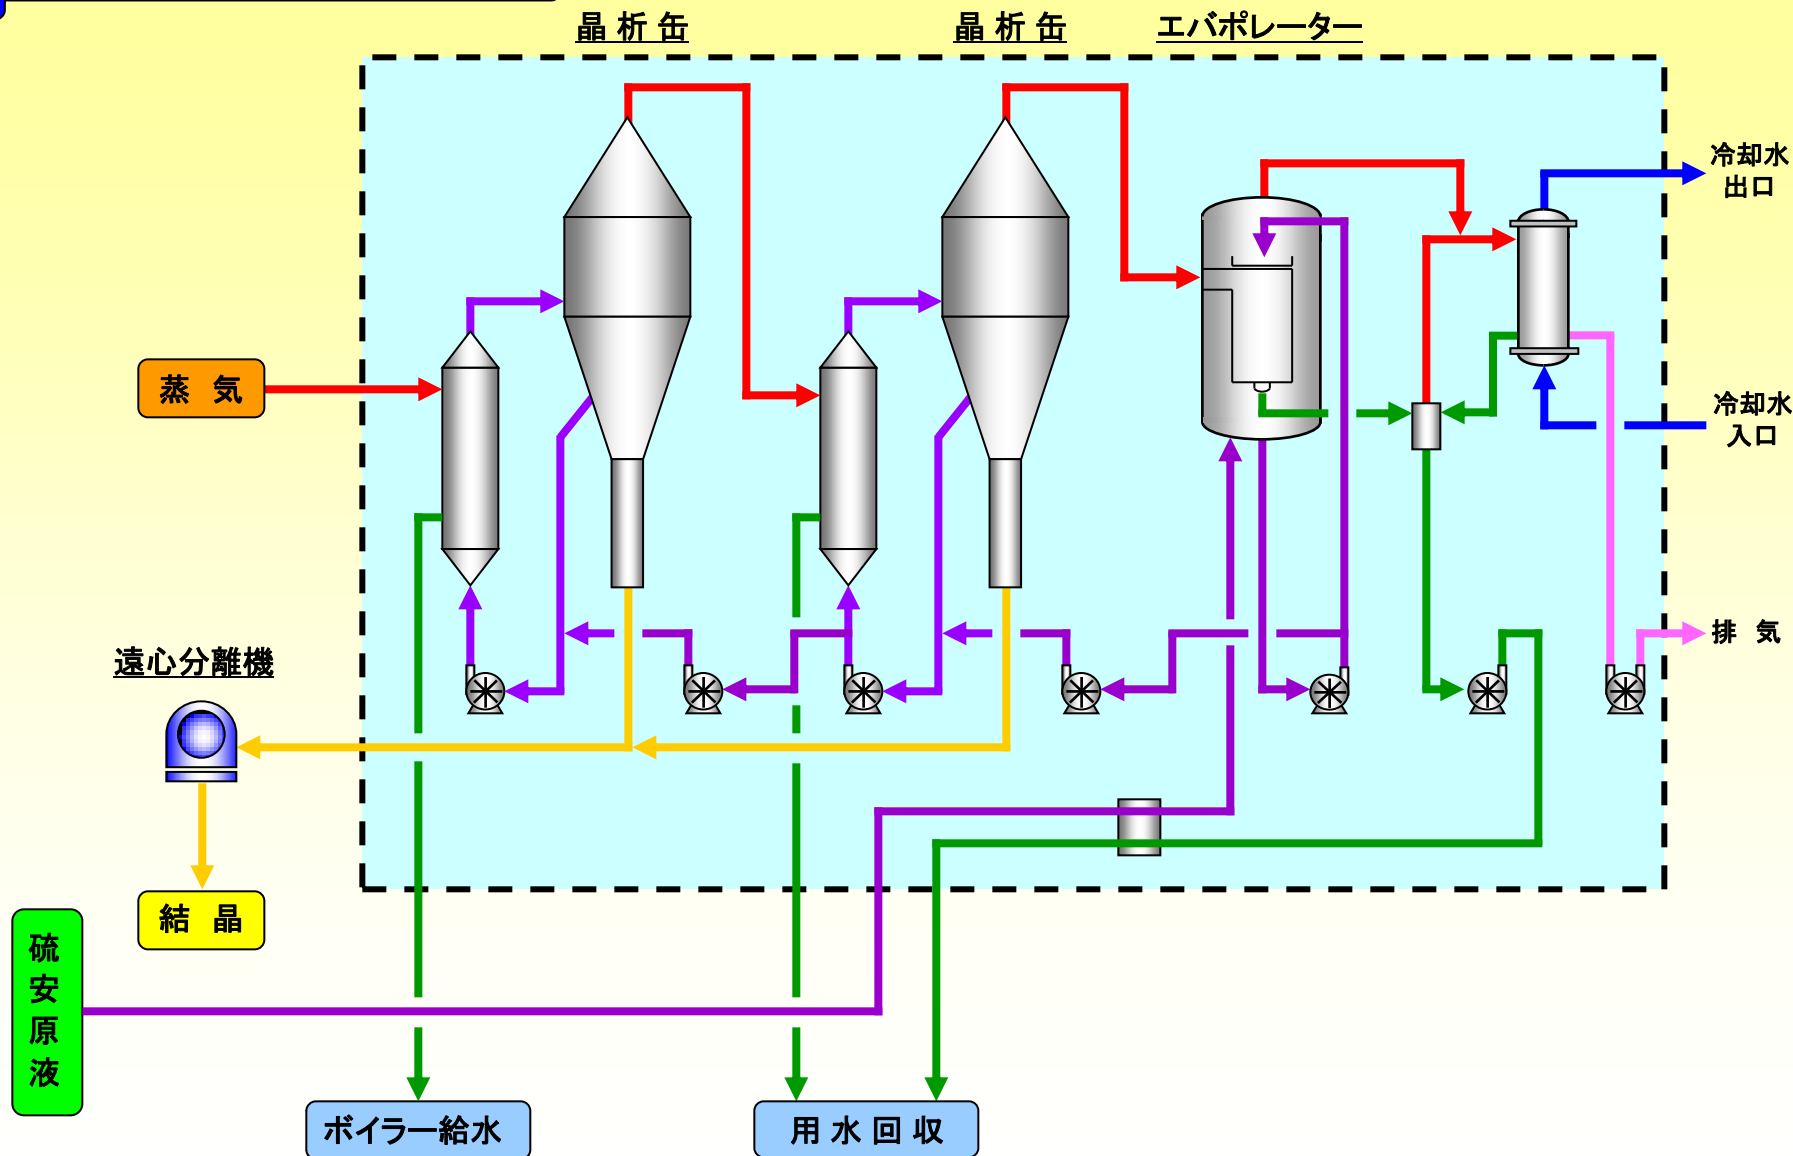 晶析缶
晶析缶
エバポレーター
冷却水
出口
蒸気
冷却水
入口
排気
遠心分離機
結晶
硫安原液
ボイラー給水
用水回収